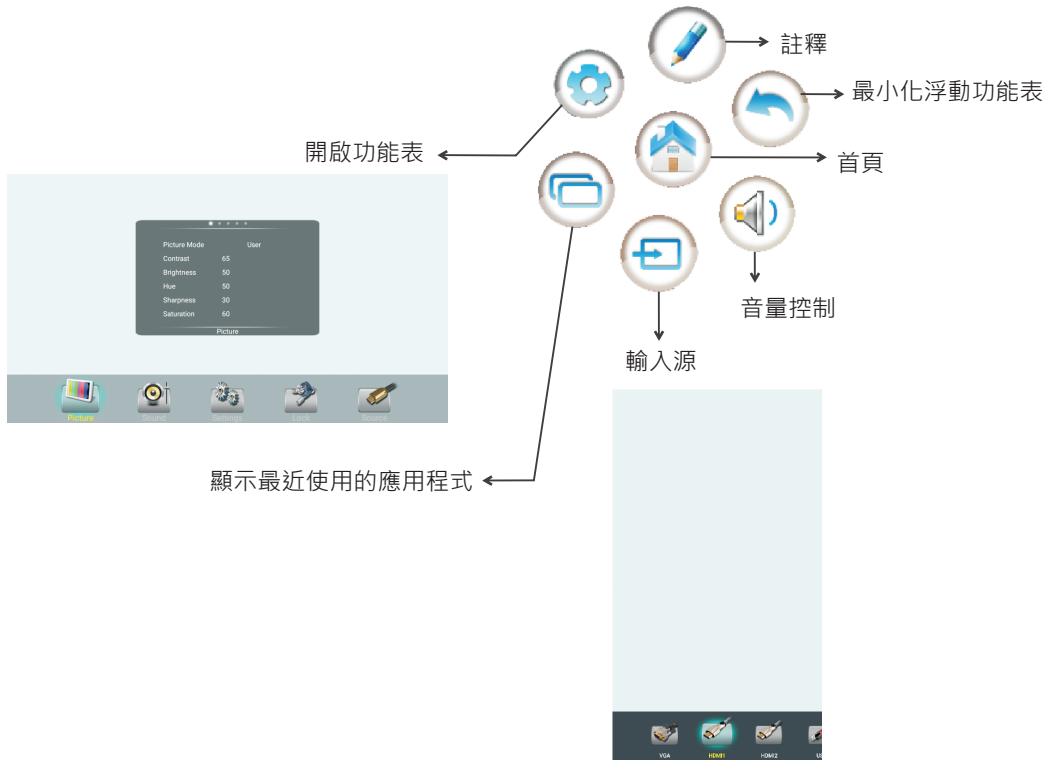 註釋
最小化浮動功能表
開啟功能表
首頁
Picture Mode User
Contrast 65
Brightness 50
Hue 50
Sharpness 30
Saturation 60
Picture
音量控制
輸入源
Picture Sound Settings Lock Source
顯示最近使用的應用程式
VGA HDMI1 HDMI2